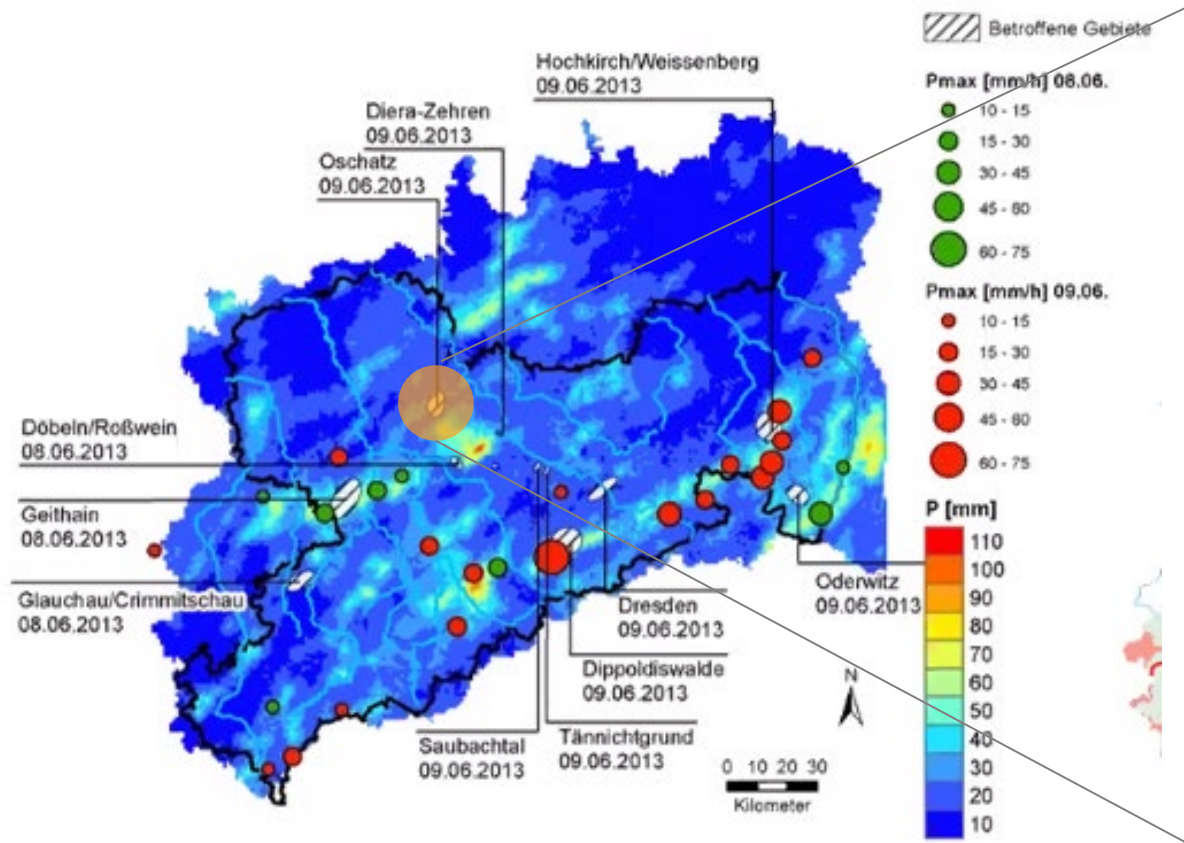 Hochkirch/Weissenberg
09.06.2013
Diera-Zehren
09.06.2013
Oschatz
09.06.2013
Döbeln/Roßwein
08.06.2013
Geithain
08.06.2013
Glauchau/Crimmitschau
08.06.2013
Saubachtal
09.06.2013
Tännichtgrund
09.06.2013
Dippoldiswalde
09.06.2013
Dresden
09.06.2013
Oderwitz
09.06.2013
N
0 10 20 30
Kilometer
Betroffene Gebiete
Pmax [mm/h] 08.06.
10 - 15
15 - 30
30 - 45
45 - 60
60 - 75
Pmax [mm/h] 09.06.
10 - 15
15 - 30
30 - 45
45 - 60
60 - 75
P [mm]
110
100
90
80
70
60
50
40
30
20
10